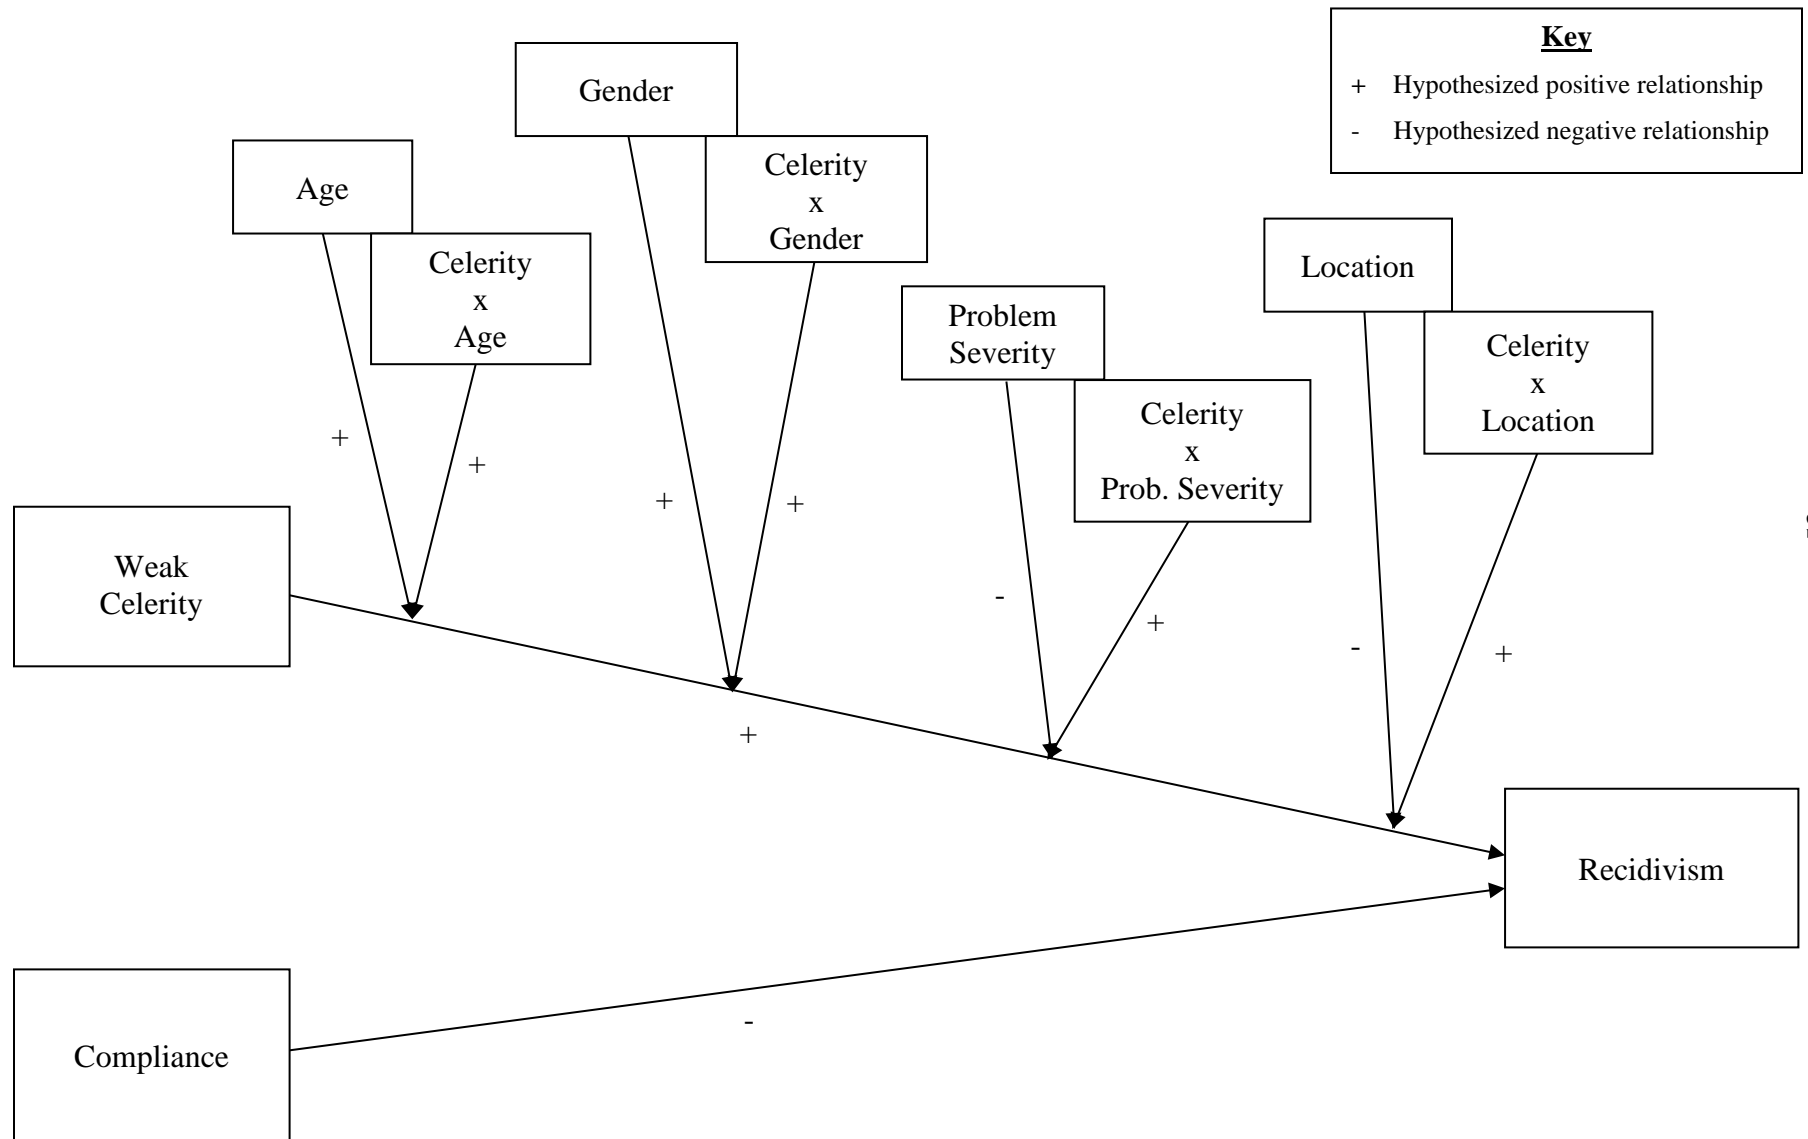 Key
+ Hypothesized positive relationship
- Hypothesized negative relationship
Gender
Celerity
x
Gender
Age
Celerity
x
Age
Location
Celerity
x
Location
Problem
Severity
Celerity
x
Prob. Severity
+
+
+
+
-
+
-
+
Weak
Celerity
+
Recidivism
Compliance
-